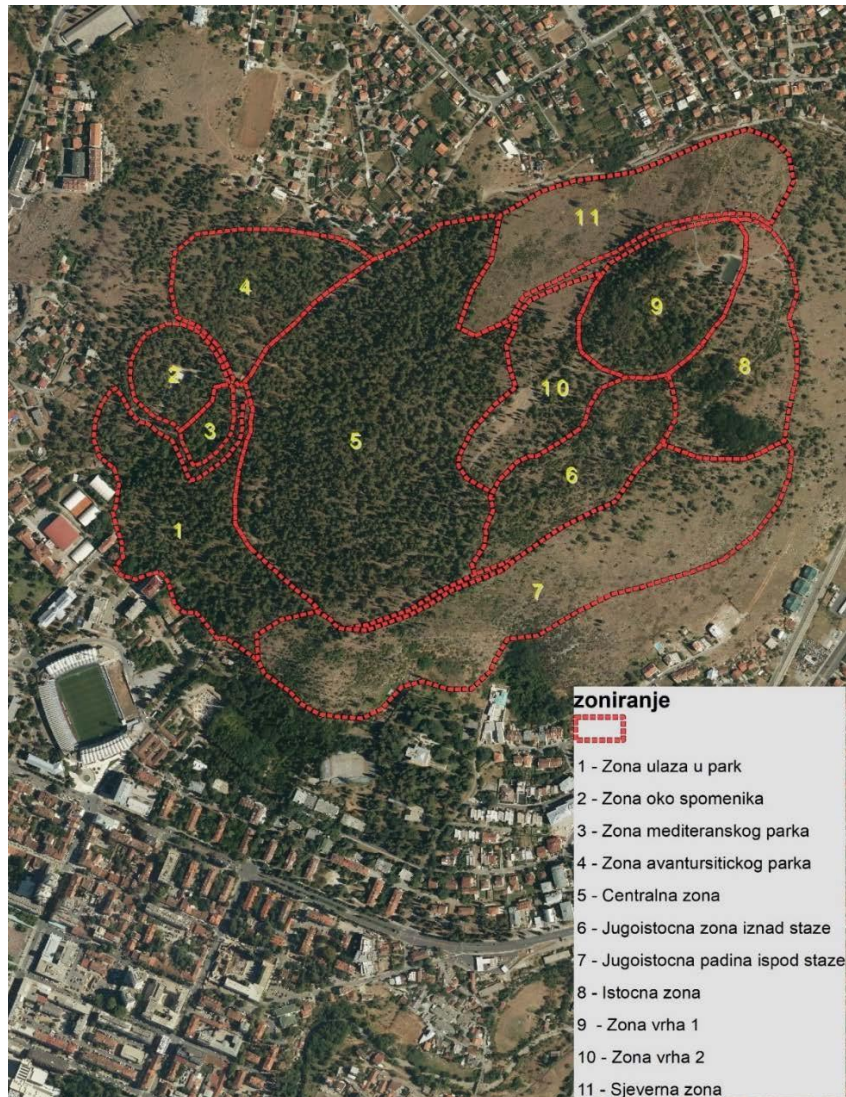 11
4
9
2
8
10
3
5
6
1
7
zoniranje
1 - Zona ulaza u park
2 - Zona oko spomenika
3 - Zona mediteranskog parka
4 - Zona avantursitickog parka
5 - Centralna zona
6 - Jugoistocna zona iznad staze
7 - Jugoistocna padina ispod staze
8 - Istocna zona
9 - Zona vrha 1
10 - Zona vrha 2
11 - Sjeverna zona